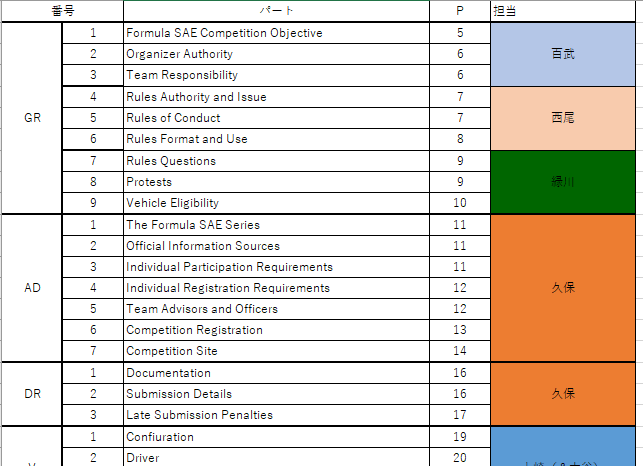 番号 パート P 担当
GR 1 Formula SAE Competition Objective 5 百武
2 Organizer Authority 6
3 Team Responsibility 6
4 Rules Authority and Issue 7 西尾
5 Rules of Conduct 7
6 Rules Format and Use 8
7 Rules Questions 9 緑川
8 Protests 9
9 Vehicle Eligibility 10
AD 1 The Formula SAE Series 11 久保
2 Official Information Sources 11
3 Individual Participation Requirements 11
4 Individual Registration Requirements 12
5 Team Advisors and Officers 12
6 Competition Registration 13
7 Competition Site 14
DR 1 Documentation 16 久保
2 Submission Details 16
3 Late Submission Penalties 17
1 Confiuration 19
2 Driver 20